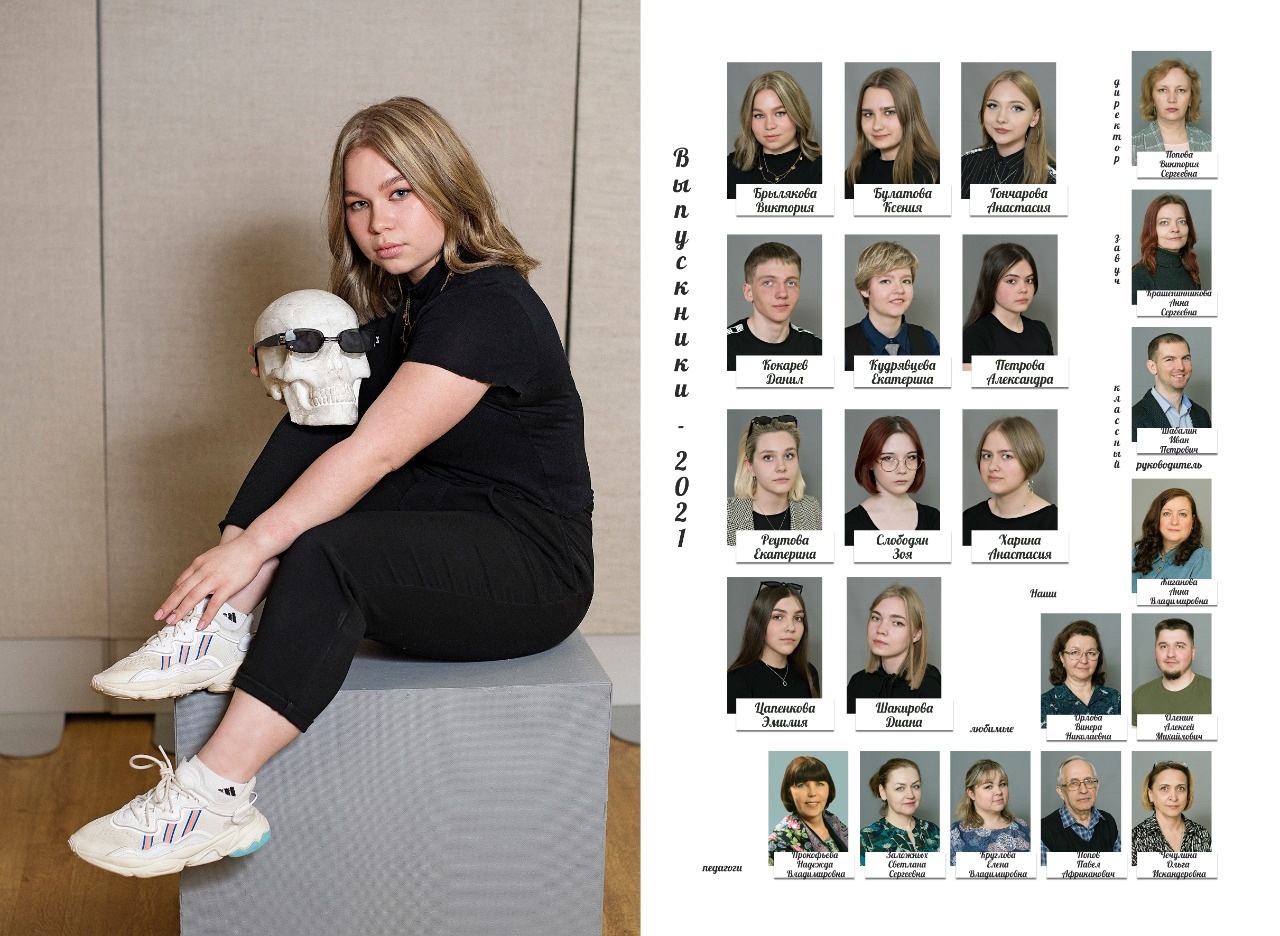 Выпускники - 2021
Брылякова
Виктория
Булатова
Ксения
Гончарова
Анастасия
Кокарев
Данил
Кудрявцева
Екатерина
Петрова
Александра
Реутова
Екатерина
Слободян
Зоя
Харина
Анастасия
Цапенкова
Эмилия
Шакирова
Диана
директор
Попова
Виктория
Сергеевна
завуч
Крашенинникова
Анна
Сергеевна
классный
руководитель
Шабалин
Иван
Петрович
Наши
любимые
педагоги
Жиганова
Анна
Владимировна
Орлова
Винера
Николаевна
Оленин
Алексей
Михайлович
Прокофьева
Надежда
Владимировна
Заложных
Светлана
Сергеевна
Круглова
Елена
Владимировна
Попов
Павел
Африканович
Чечулина
Ольга
Искандеровна